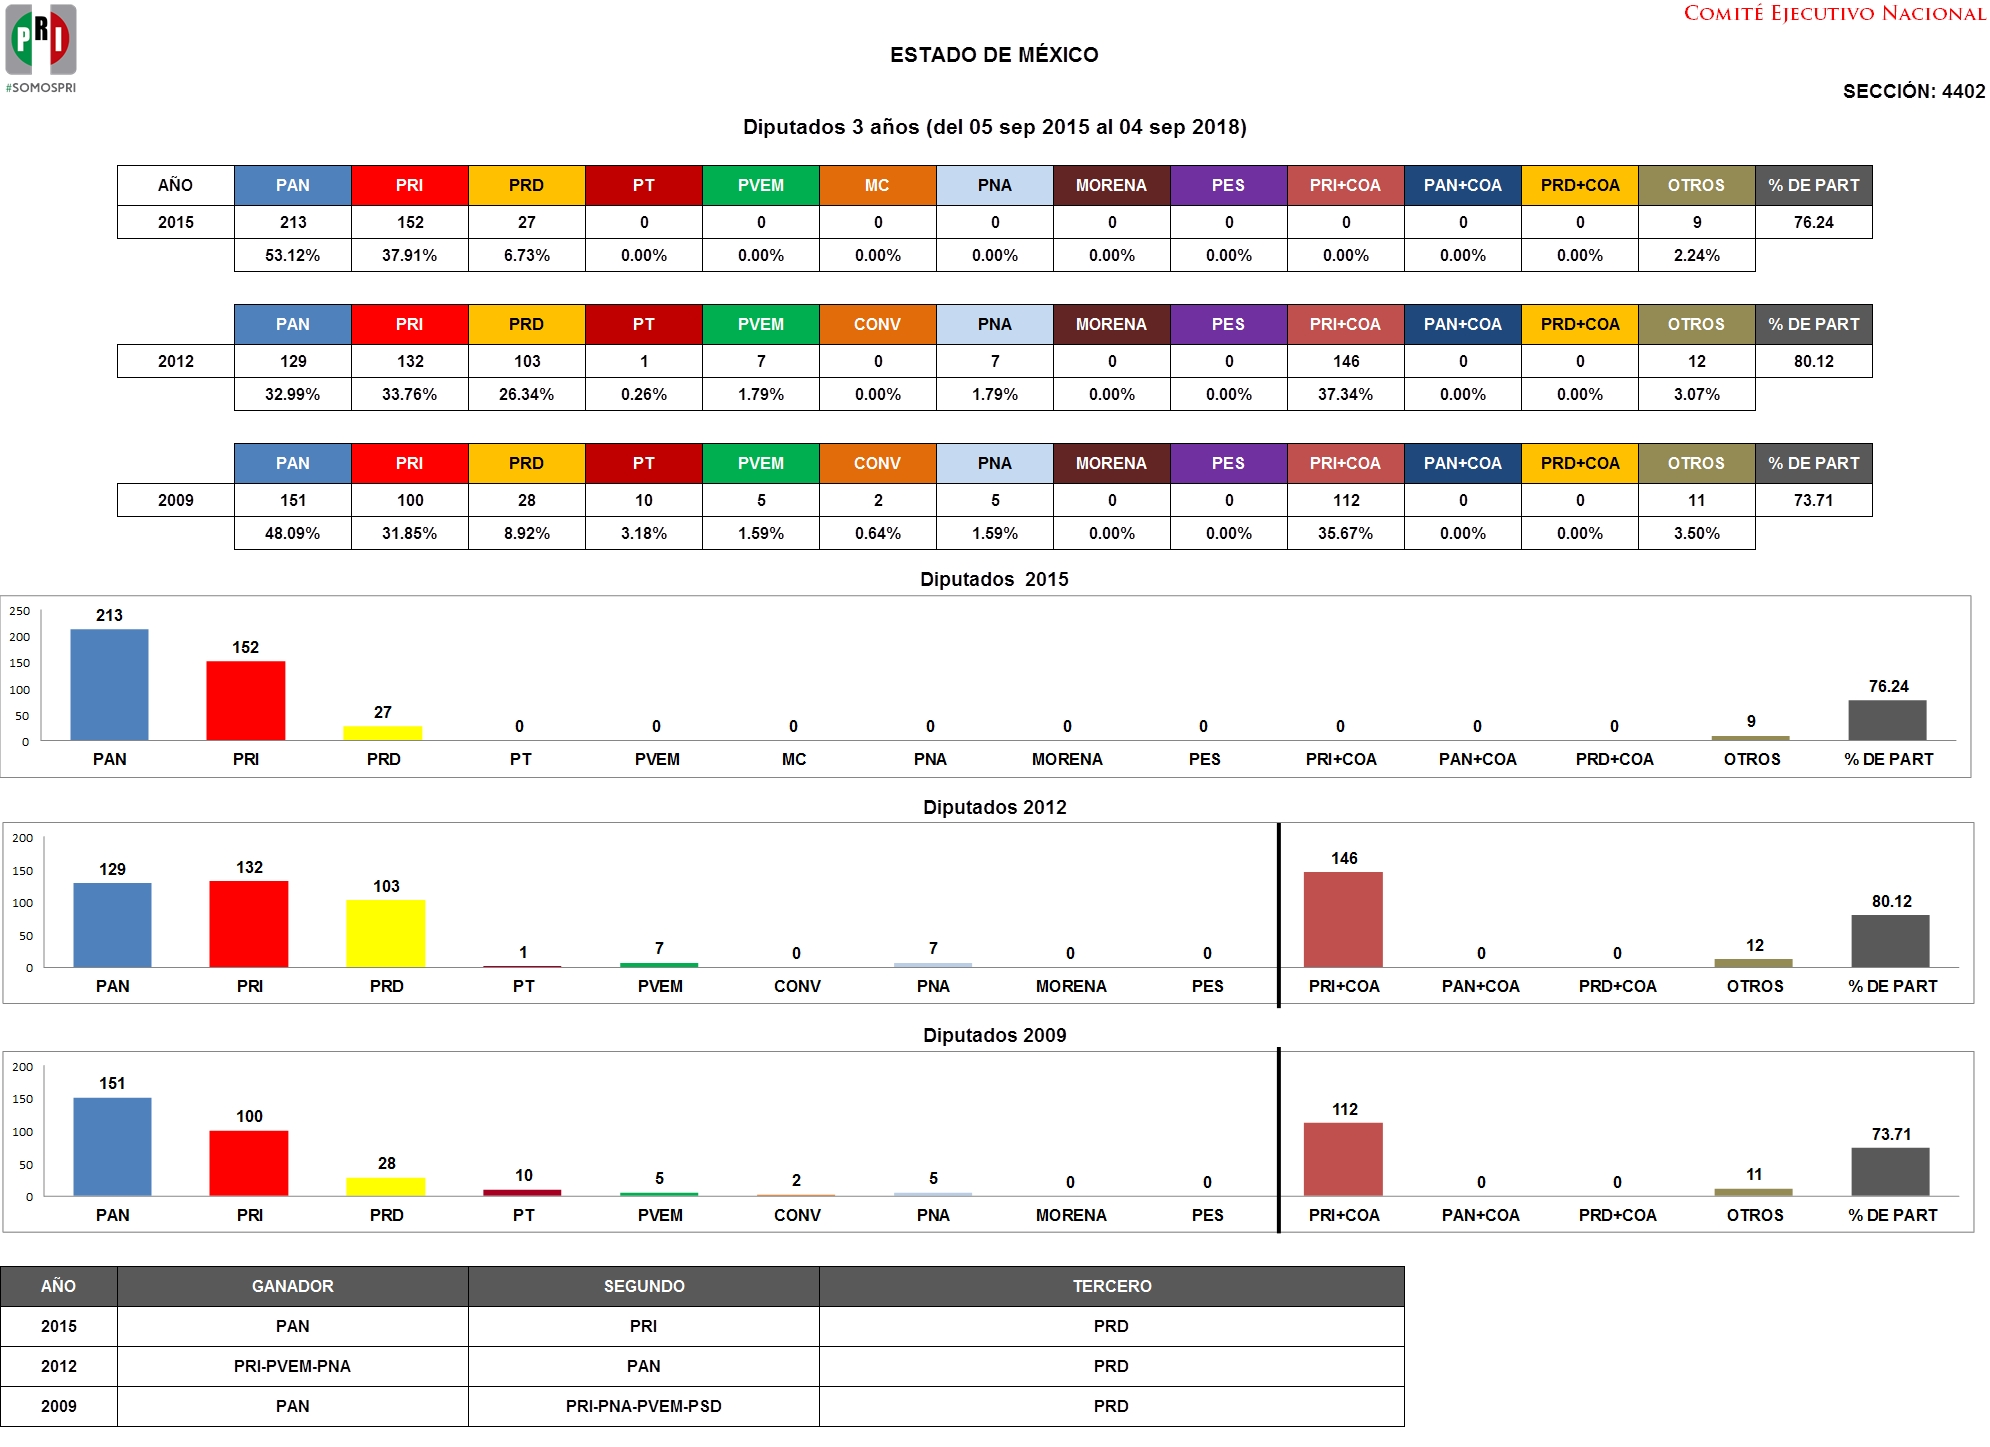 PRI
#SOMOSPRI
COMITÉ EJECUTIVO NACIONAL
ESTADO DE MÉXICO
SECCIÓN: 4402
Diputados 3 años (del 05 sep 2015 al 04 sep 2018)
AÑO PAN PRI PRD PT PVEM MC PNA MORENA PES PRI+COA PAN+COA PRD+COA OTROS % DE PART
2015 213 152 27 0 0 0 0 0 0 0 0 0 9 76.24
53.12% 37.91% 6.73% 0.00% 0.00% 0.00% 0.00% 0.00% 0.00% 0.00% 0.00% 0.00% 2.24%
PAN PRI PRD PT PVEM CONV PNA MORENA PES PRI+COA PAN+COA PRD+COA OTROS % DE PART
2012 129 132 103 1 7 0 7 0 0 146 0 0 12 80.12
32.99% 33.76% 26.34% 0.26% 1.79% 0.00% 1.79% 0.00% 0.00% 37.34% 0.00% 0.00% 3.07%
PAN PRI PRD PT PVEM CONV PNA MORENA PES PRI+COA PAN+COA PRD+COA OTROS % DE PART
2009 151 100 28 10 5 2 5 0 0 112 0 0 11 73.71
48.09% 31.85% 8.92% 3.18% 1.59% 0.64% 1.59% 0.00% 0.00% 35.67% 0.00% 0.00% 3.50%
Diputados 2015
250
200
150
100
50
0
213 152 27 0 0 0 0 0 0 0 0 0 9 76.24
PAN PRI PRD PT PVEM MC PNA MORENA PES PRI+COA PAN+COA PRD+COA OTROS % DE PART
Diputados 2012
200
150
100
50
0
129 132 103 1 7 0 7 0 0 146 0 0 12 80.12
PAN PRI PRD PT PVEM CONV PNA MORENA PES PRI+COA PAN+COA PRD+COA OTROS % DE PART
Diputados 2009
200
150
100
50
0
151 100 28 10 5 2 5 0 0 112 0 0 11 73.71
PAN PRI PRD PT PVEM CONV PNA MORENA PES PRI+COA PAN+COA PRD+COA OTROS % DE PART
AÑO GANADOR SEGUNDO TERCERO
2015 PAN PRI PRD
2012 PRI-PVEM-PNA PAN PRD
2009 PAN PRI-PNA-PVEM-PSD PRD